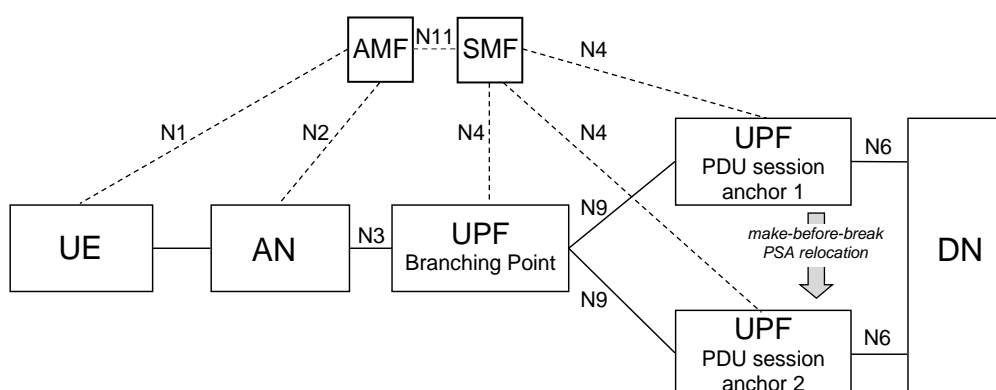 AMF
N11
SMF
N4
N1
N2
N4
N4
UPF
PDU session
anchor 1
N6
UE
AN
N3
UPF
Branching Point
N9
N9
make-before-break
PSA relocation
DN
UPF
PDU session
anchor 2
N6